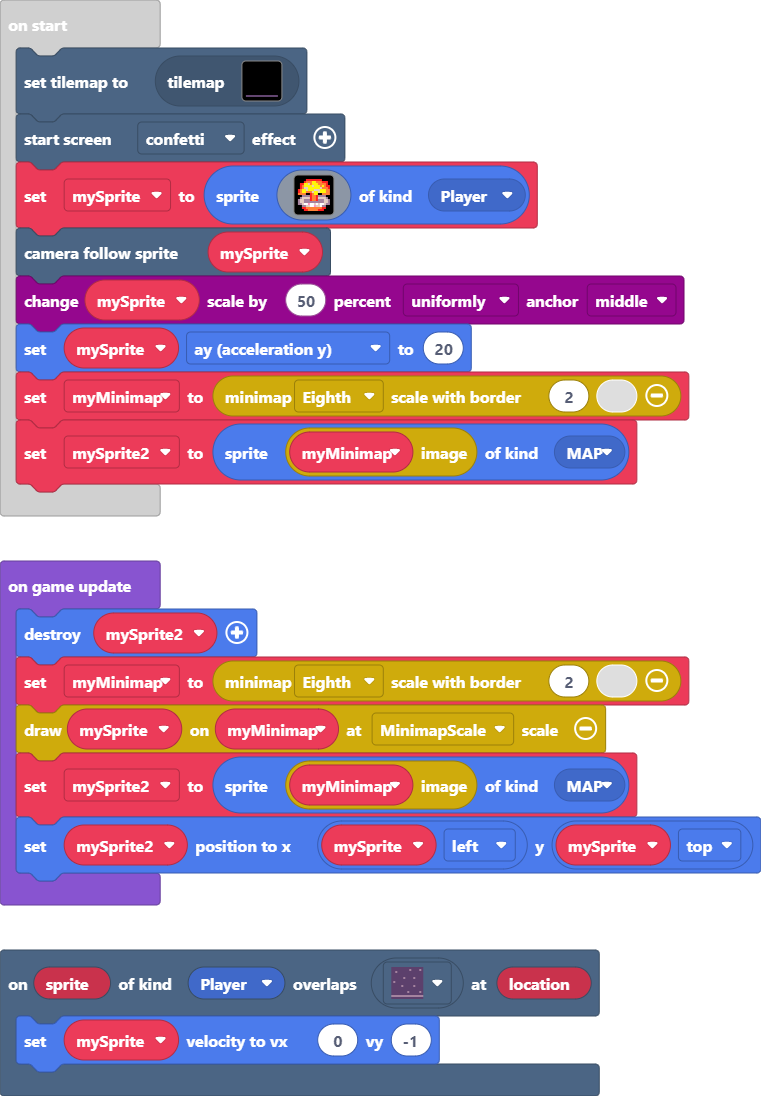 on start
set tilemap to tilemap
start screen confetti effect
set mySprite to sprite of kind Player
camera follow sprite mySprite
change mySprite scale by 50 percent uniformly anchor middle
set mySprite ay (acceleration y) to 20
set myMinimap to minimap Eighth scale with border 2
set mySprite2 to sprite myMinimap image of kind MAP
on game update
destroy mySprite2
set myMinimap to minimap Eighth scale with border 2
draw mySprite on myMinimap at MinimapScale scale
set mySprite2 to sprite myMinimap image of kind MAP
set mySprite2 position to x mySprite left y mySprite top
on sprite of kind Player overlaps at location
set mySprite velocity to vx 0 vy -1